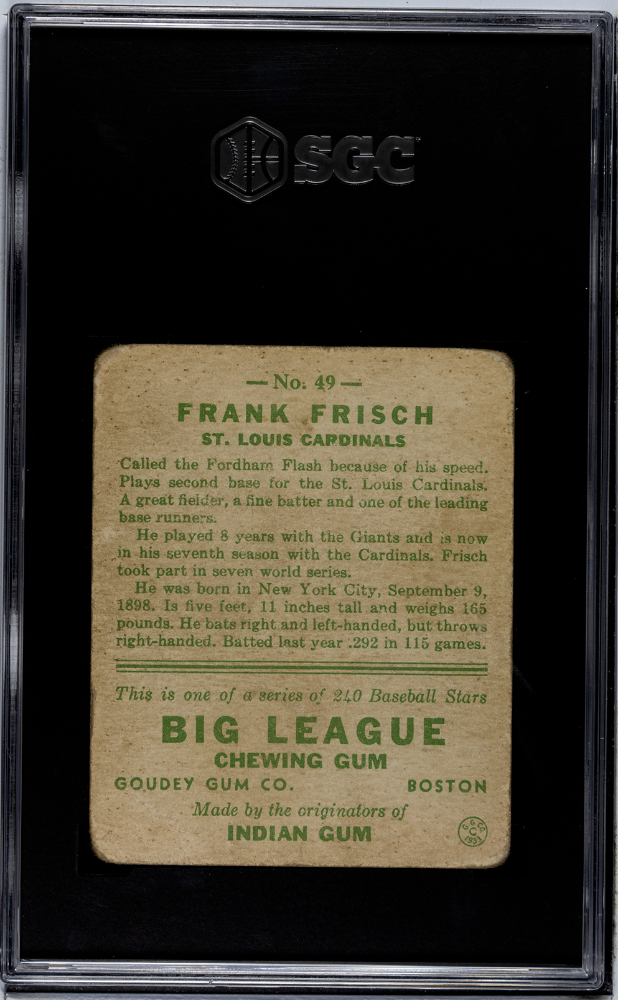 SGC
— No. 49 —
FRANK FRISCH
ST. LOUIS CARDINALS
Called the Fordham Flash because of his speed.
Plays second base for the St. Louis Cardinals.
A great fielder, a fine batter and one of the leading
base runners.
He played 8 years with the Giants and is now
in his seventh season with the Cardinals. Frisch
took part in seven world series.
He was born in New York City, September 9,
1898. Is five feet, 11 inches tall and weighs 165
pounds. He bats right and left-handed, but throws
right-handed. Batted last year .292 in 115 games.
This is one of a series of 240 Baseball Stars
BIG LEAGUE
CHEWING GUM
GOUDEY GUM CO. BOSTON
Made by the originators of
INDIAN GUM
G. G. Co.
C
1933